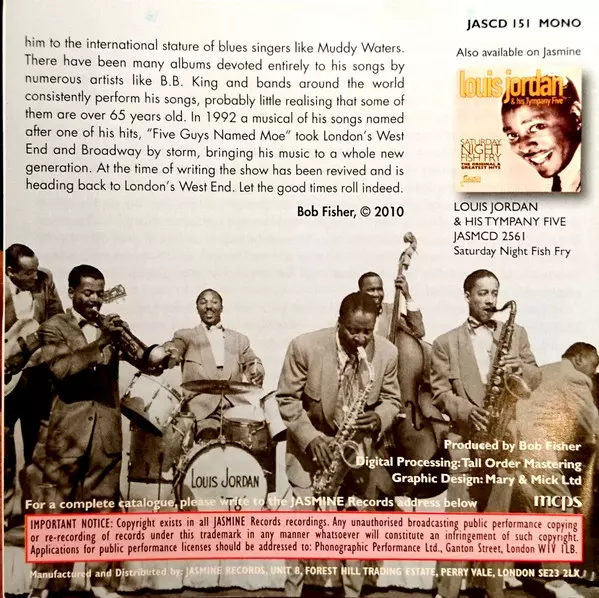 JASCD 151 MONO
him to the international stature of blues singers like Muddy Waters.
There have been many albums devoted entirely to his songs by
numerous artists like B.B. King and bands around the world
consistently perform his songs, probably little realising that some of
them are over 65 years old. In 1992 a musical of his songs named
after one of his hits, “Five Guys Named Moe” took London’s West
End and Broadway by storm, bringing his music to a whole new
generation. At the time of writing the show has been revived and is
heading back to London’s West End. Let the good times roll indeed.
Bob Fisher, © 2010
Also available on Jasmine
louis jordan
& his Tympany Five
SATURDAY
NIGHT
FISH FRY
THE ORIGINAL &
GREATEST HITS
LOUIS JORDAN
& HIS TYMPANY FIVE
JASMCD 2561
Saturday Night Fish Fry
LOUIS JORDAN
Produced by Bob Fisher
Digital Processing: Tall Order Mastering
Graphic Design: Mary & Mick Ltd
For a complete catalogue, please write to the JASMINE Records address below
mcps
IMPORTANT NOTICE: Copyright exists in all JASMINE Records recordings. Any unauthorised broadcasting public performance copying
or re-recording of records under this trademark in any manner whatsoever will constitute an infringement of such copyright.
Applications for public performance licenses should be addressed to: Phonographic Performance Ltd., Ganton Street, London W1V 1LB.
Manufactured and Distributed by: JASMINE RECORDS, UNIT 8, FOREST HILL TRADING ESTATE, PERRY VALE, LONDON SE23 2LX